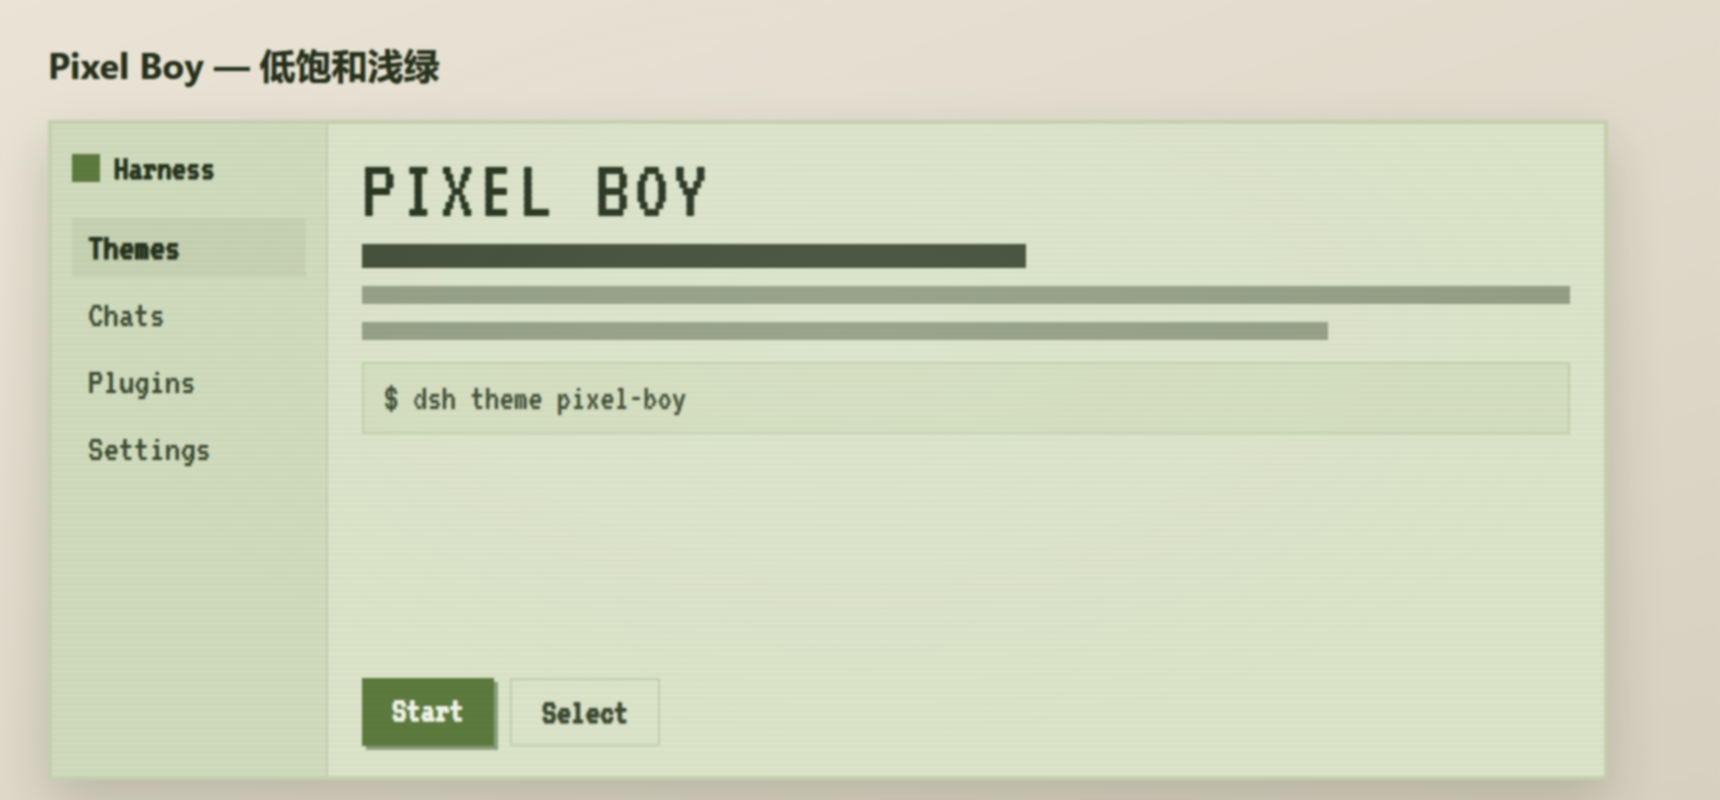 Pixel Boy — 低饱和浅绿
Harness
Themes
Chats
Plugins
Settings
PIXEL BOY
$ dsh theme pixel-boy
Start
Select